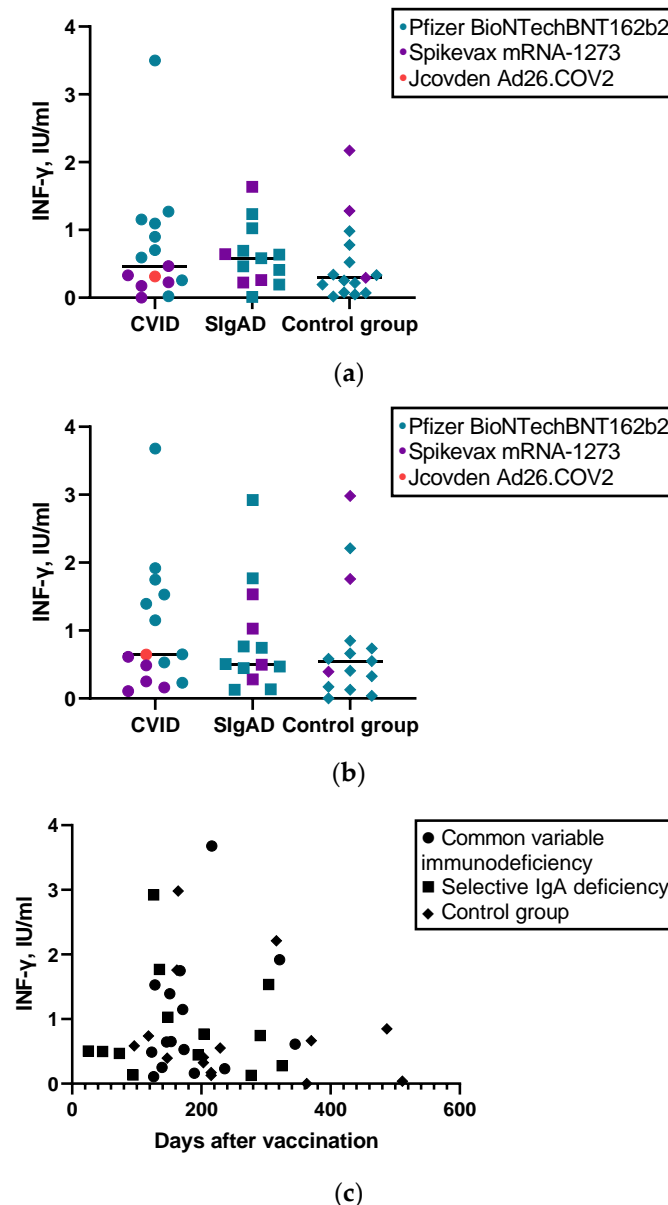 4
3
2
1
0
INF-γ, IU/ml
CVID SIgAD Control group
Pfizer BioNTechBNT162b2
Spikevax mRNA-1273
Jcovden Ad26.COV2
(a)
4
3
2
1
0
INF-γ, IU/ml
CVID SIgAD Control group
Pfizer BioNTechBNT162b2
Spikevax mRNA-1273
Jcovden Ad26.COV2
(b)
4
3
2
1
0
INF-γ, IU/ml
0 200 400 600
Days after vaccination
Common variable
immunodeficiency
Selective IgA deficiency
Control group
(c)